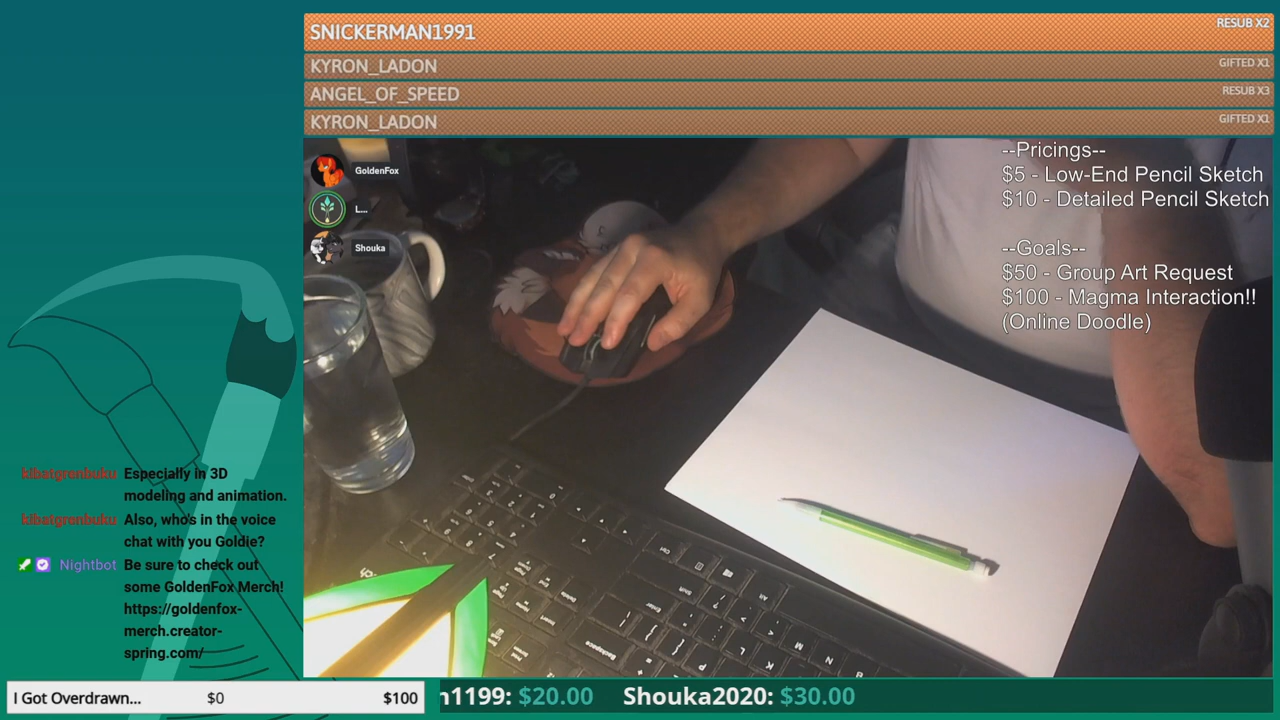 SNICKERMAN1991 RESUB X2
KYRON_LADON GIFTED X1
ANGEL_OF_SPEED RESUB X3
KYRON_LADON GIFTED X1
GoldenFox
L...
Shouka
--Pricings--
$5 - Low-End Pencil Sketch
$10 - Detailed Pencil Sketch
--Goals--
$50 - Group Art Request
$100 - Magma Interaction!!
(Online Doodle)
kibatgrenbuku Especially in 3D
modeling and animation.
kibatgrenbuku Also, who's in the voice
chat with you Goldie?
Nightbot Be sure to check out
some GoldenFox Merch!
https://goldenfox-
merch.creator-
spring.com/
I Got Overdrawn... $0 $100
n1199: $20.00 Shouka2020: $30.00